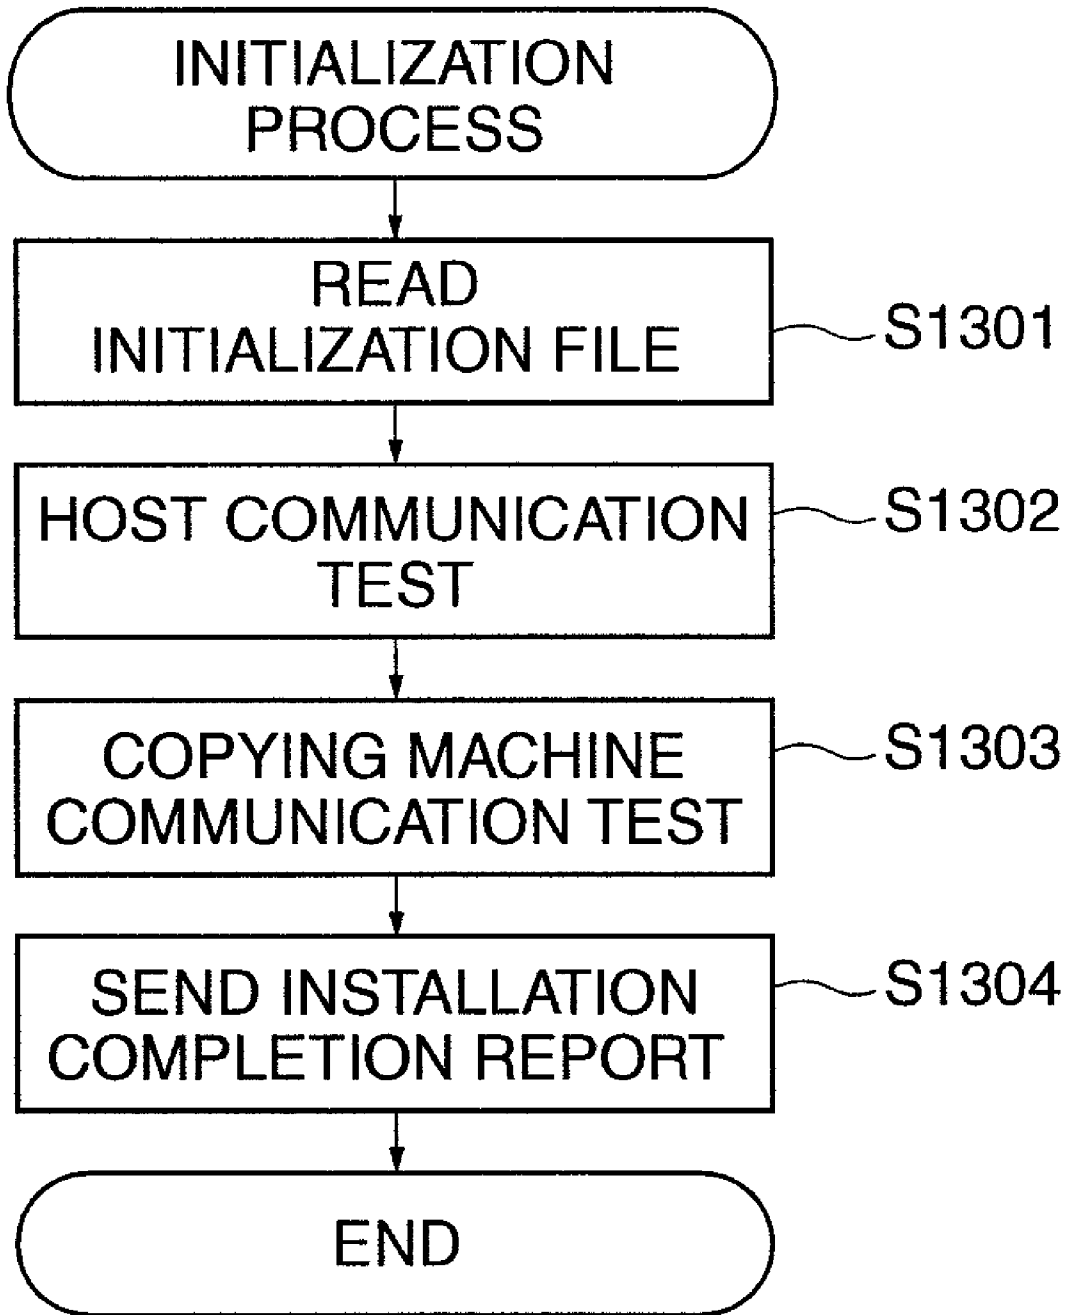 INITIALIZATION
PROCESS
READ
INITIALIZATION FILE
S1301
HOST COMMUNICATION
TEST
S1302
COPYING MACHINE
COMMUNICATION TEST
S1303
SEND INSTALLATION
COMPLETION REPORT
S1304
END